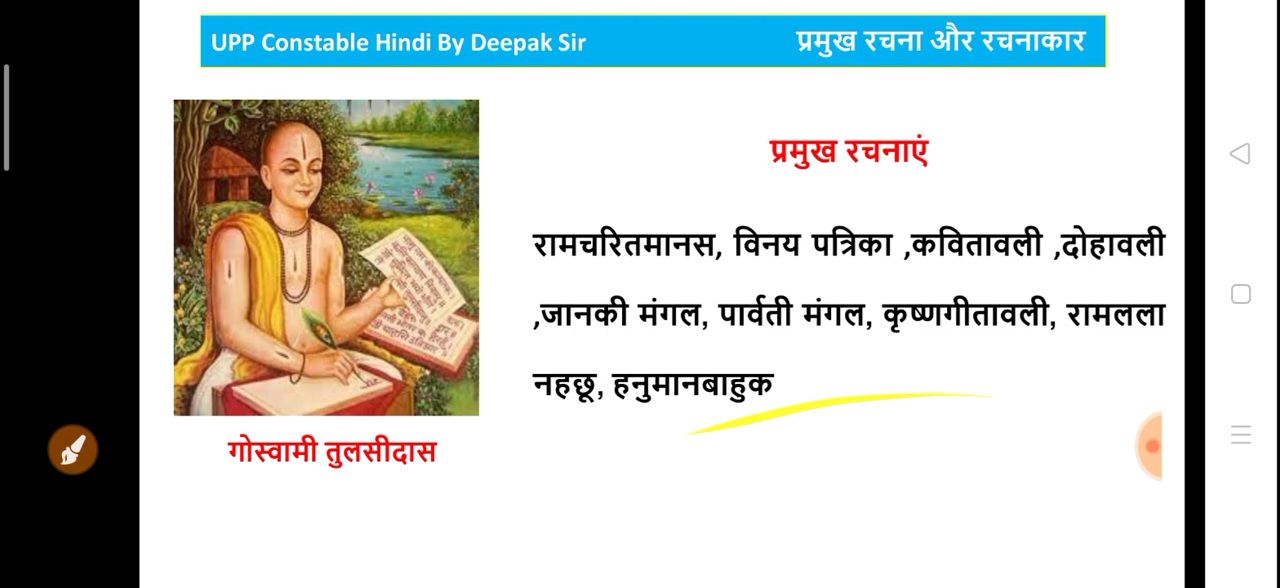 UPP Constable Hindi By Deepak Sir प्रमुख रचना और रचनाकार
प्रमुख रचनाएं
रामचरितमानस, विनय पत्रिका ,कवितावली ,दोहावली
,जानकी मंगल, पार्वती मंगल, कृष्णगीतावली, रामलला
नहछू, हनुमानबाहुक
गोस्वामी तुलसीदास